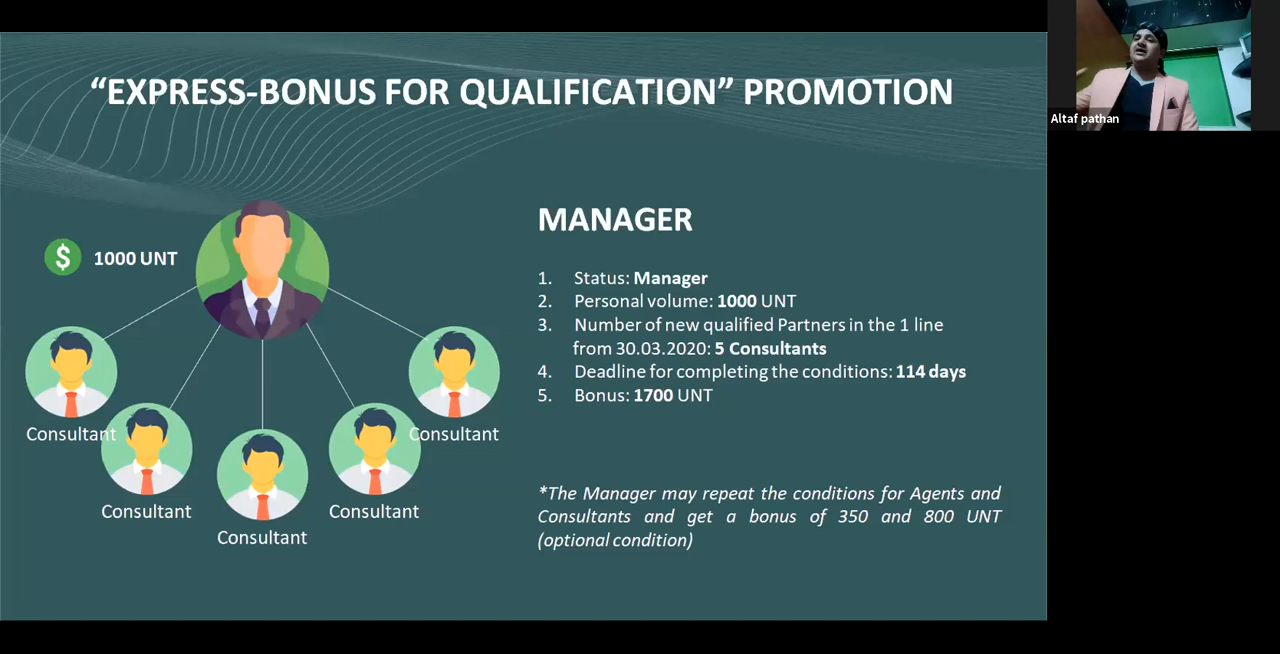 “EXPRESS-BONUS FOR QUALIFICATION” PROMOTION
Altaf pathan
$ 1000 UNT
Consultant
Consultant
Consultant
Consultant
Consultant
MANAGER
1. Status: Manager
2. Personal volume: 1000 UNT
3. Number of new qualified Partners in the 1 line
from 30.03.2020: 5 Consultants
4. Deadline for completing the conditions: 114 days
5. Bonus: 1700 UNT
*The Manager may repeat the conditions for Agents and
Consultants and get a bonus of 350 and 800 UNT
(optional condition)